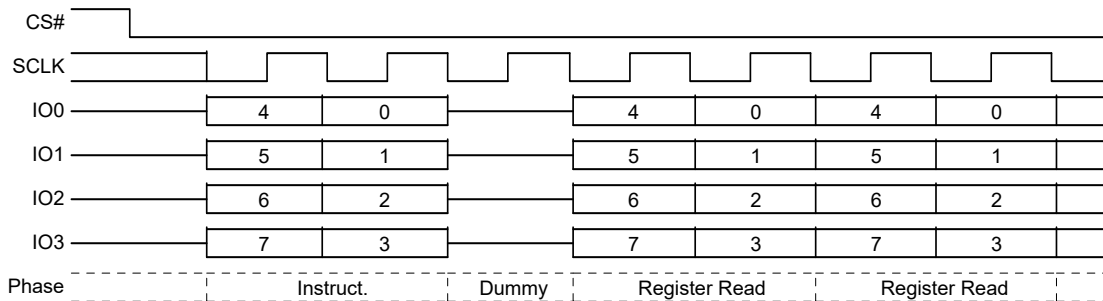 CS#
SCLK
IO0 4 0 4 0 4 0
IO1 5 1 5 1 5 1
IO2 6 2 6 2 6 2
IO3 7 3 7 3 7 3
Phase Instruct. Dummy Register Read Register Read